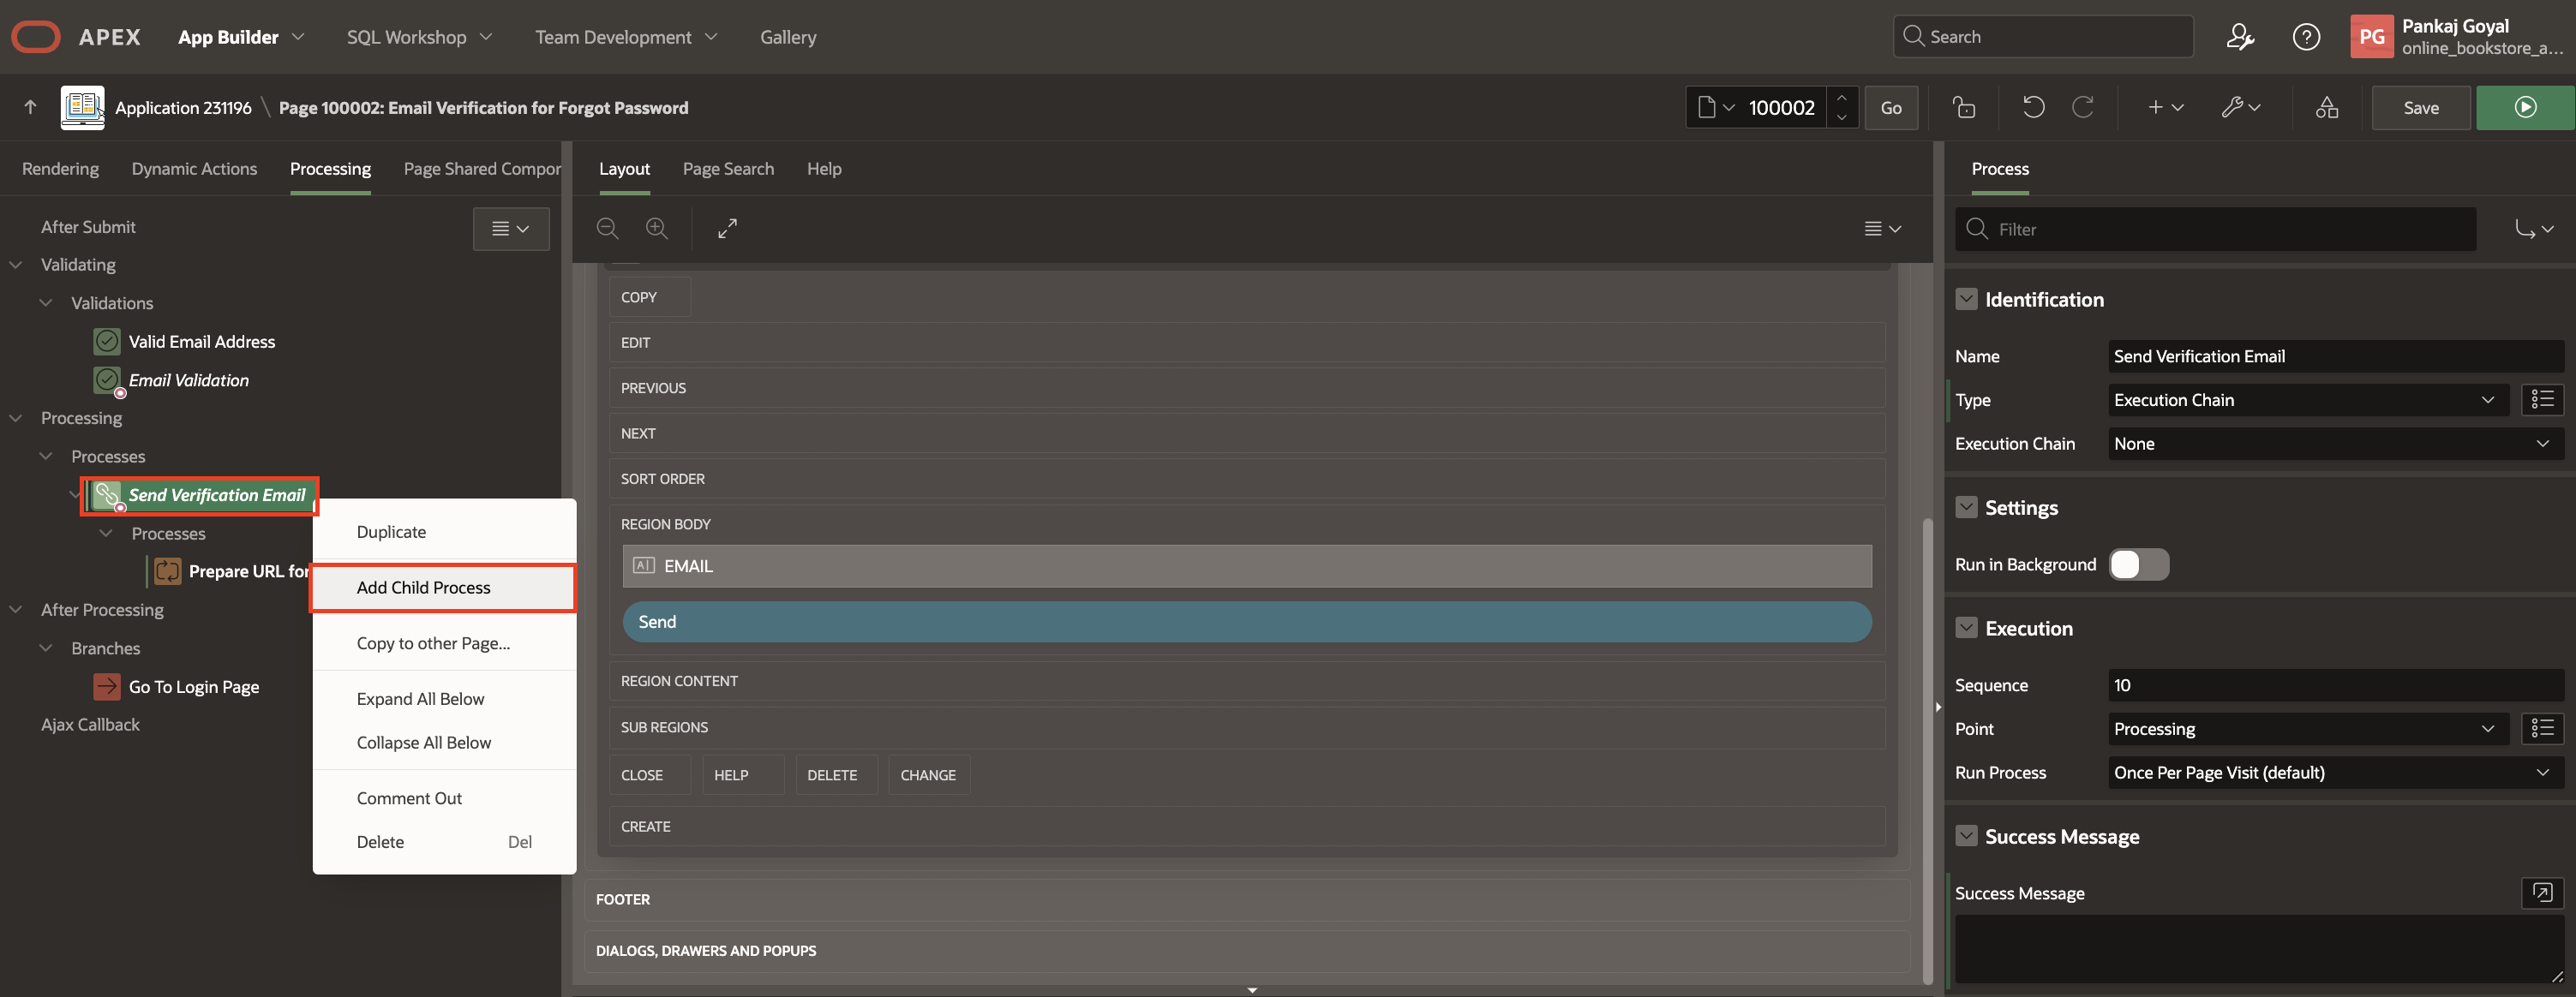 APEX App Builder SQL Workshop Team Development Gallery Search PG Pankaj Goyal
online_bookstore_a...
Application 231196 \ Page 100002: Email Verification for Forgot Password 100002 Go Save
Rendering Dynamic Actions Processing Page Shared Compor
After Submit
Validating
Validations
Valid Email Address
Email Validation
Processing
Processes
Send Verification Email
Processes
Prepare URL for
After Processing
Branches
Go To Login Page
Ajax Callback
Duplicate
Add Child Process
Copy to other Page...
Expand All Below
Collapse All Below
Comment Out
Delete Del
Layout Page Search Help
COPY
EDIT
PREVIOUS
NEXT
SORT ORDER
REGION BODY
EMAIL
Send
REGION CONTENT
SUB REGIONS
CLOSE HELP DELETE CHANGE
CREATE
FOOTER
DIALOGS, DRAWERS AND POPUPS
Process
Filter
Identification
Name Send Verification Email
Type Execution Chain
Execution Chain None
Settings
Run in Background
Execution
Sequence 10
Point Processing
Run Process Once Per Page Visit (default)
Success Message
Success Message